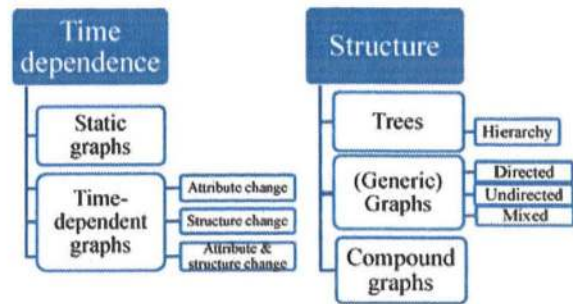 Time
dependence
Static
graphs
Time-
dependent
graphs
Attribute change
Structure change
Attribute &
structure change
Structure
Trees
Hierarchy
(Generic)
Graphs
Directed
Undirected
Mixed
Compound
graphs